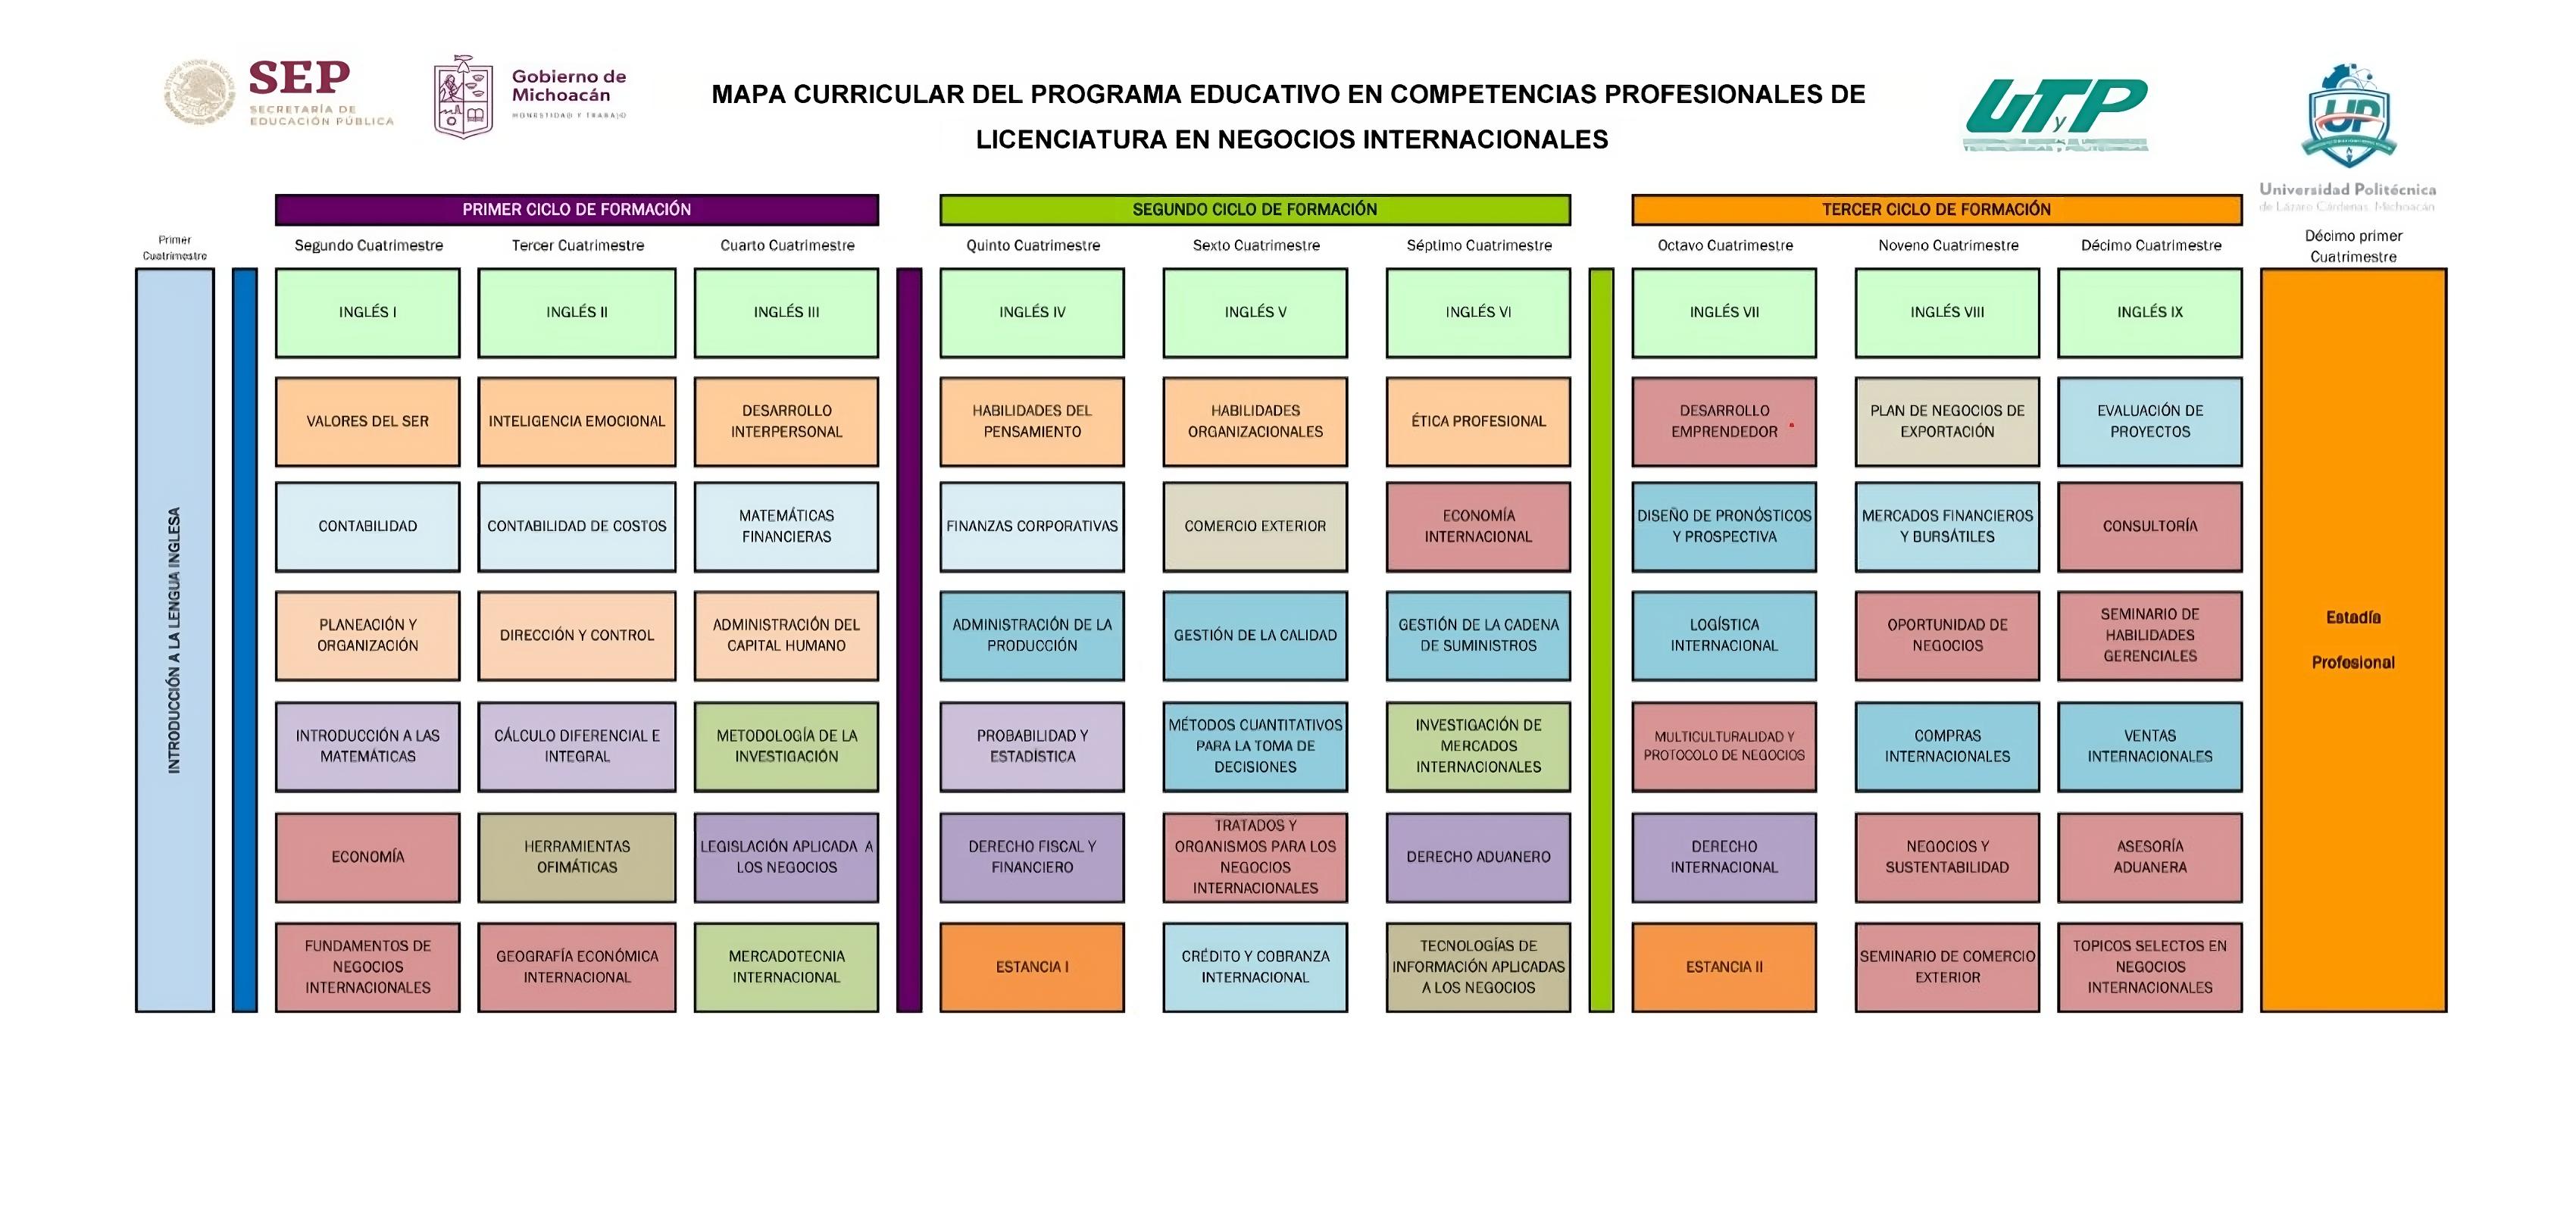 SEP
SECRETARÍA DE
EDUCACIÓN PÚBLICA
Gobierno de
Michoacán
HONESTIDAD Y TRABAJO
MAPA CURRICULAR DEL PROGRAMA EDUCATIVO EN COMPETENCIAS PROFESIONALES DE
LICENCIATURA EN NEGOCIOS INTERNACIONALES
UTyP
UP
Universidad Politécnica
de Lázaro Cárdenas, Michoacán
PRIMER CICLO DE FORMACIÓN
SEGUNDO CICLO DE FORMACIÓN
TERCER CICLO DE FORMACIÓN
Primer
Cuatrimestre
Segundo Cuatrimestre
Tercer Cuatrimestre
Cuarto Cuatrimestre
Quinto Cuatrimestre
Sexto Cuatrimestre
Séptimo Cuatrimestre
Octavo Cuatrimestre
Noveno Cuatrimestre
Décimo Cuatrimestre
Décimo primer
Cuatrimestre
INTRODUCCIÓN A LA LENGUA INGLESA
INGLÉS I
INGLÉS II
INGLÉS III
INGLÉS IV
INGLÉS V
INGLÉS VI
INGLÉS VII
INGLÉS VIII
INGLÉS IX
VALORES DEL SER
INTELIGENCIA EMOCIONAL
DESARROLLO
INTERPERSONAL
HABILIDADES DEL
PENSAMIENTO
HABILIDADES
ORGANIZACIONALES
ÉTICA PROFESIONAL
DESARROLLO
EMPRENDEDOR
PLAN DE NEGOCIOS DE
EXPORTACIÓN
EVALUACIÓN DE
PROYECTOS
CONTABILIDAD
CONTABILIDAD DE COSTOS
MATEMÁTICAS
FINANCIERAS
FINANZAS CORPORATIVAS
COMERCIO EXTERIOR
ECONOMÍA
INTERNACIONAL
DISEÑO DE PRONÓSTICOS
Y PROSPECTIVA
MERCADOS FINANCIEROS
Y BURSÁTILES
CONSULTORÍA
PLANEACIÓN Y
ORGANIZACIÓN
DIRECCIÓN Y CONTROL
ADMINISTRACIÓN DEL
CAPITAL HUMANO
ADMINISTRACIÓN DE LA
PRODUCCIÓN
GESTIÓN DE LA CALIDAD
GESTIÓN DE LA CADENA
DE SUMINISTROS
LOGÍSTICA
INTERNACIONAL
OPORTUNIDAD DE
NEGOCIOS
SEMINARIO DE
HABILIDADES
GERENCIALES
Estadía
Profesional
INTRODUCCIÓN A LAS
MATEMÁTICAS
CÁLCULO DIFERENCIAL E
INTEGRAL
METODOLOGÍA DE LA
INVESTIGACIÓN
PROBABILIDAD Y
ESTADÍSTICA
MÉTODOS CUANTITATIVOS
PARA LA TOMA DE
DECISIONES
INVESTIGACIÓN DE
MERCADOS
INTERNACIONALES
MULTICULTURALIDAD Y
PROTOCOLO DE NEGOCIOS
COMPRAS
INTERNACIONALES
VENTAS
INTERNACIONALES
ECONOMÍA
HERRAMIENTAS
OFIMÁTICAS
LEGISLACIÓN APLICADA A
LOS NEGOCIOS
DERECHO FISCAL Y
FINANCIERO
TRATADOS Y
ORGANISMOS PARA LOS
NEGOCIOS
INTERNACIONALES
DERECHO ADUANERO
DERECHO
INTERNACIONAL
NEGOCIOS Y
SUSTENTABILIDAD
ASESORÍA
ADUANERA
FUNDAMENTOS DE
NEGOCIOS
INTERNACIONALES
GEOGRAFÍA ECONÓMICA
INTERNACIONAL
MERCADOTECNIA
INTERNACIONAL
ESTANCIA I
CRÉDITO Y COBRANZA
INTERNACIONAL
TECNOLOGÍAS DE
INFORMACIÓN APLICADAS
A LOS NEGOCIOS
ESTANCIA II
SEMINARIO DE COMERCIO
EXTERIOR
TOPICOS SELECTOS EN
NEGOCIOS
INTERNACIONALES